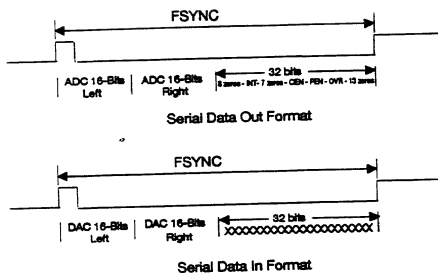 FSYNC
ADC 16-Bits Left
ADC 16-Bits Right
32 bits
8 zeros - INT- 7 zeros - CEN - PEN - OVR - 13 zeros
Serial Data Out Format
FSYNC
DAC 16-Bits Left
DAC 16-Bits Right
32 bits
XXXXXXXXXXXXXXXXXXXX
Serial Data In Format